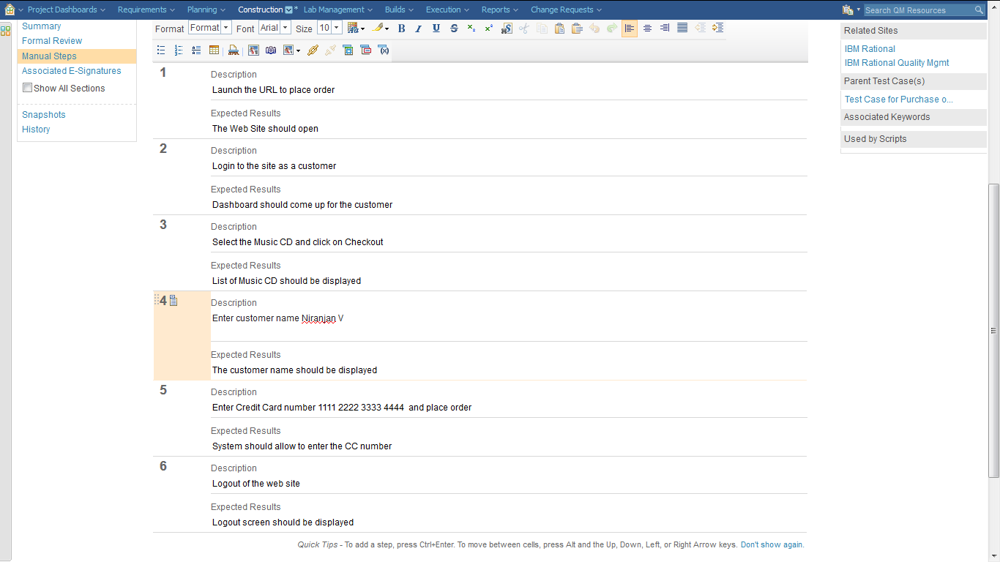 Project Dashboards Requirements Planning Construction * Lab Management Builds Execution Reports Change Requests Search QM Resources
Summary
Formal Review
Manual Steps
Associated E-Signatures
Show All Sections
Snapshots
History
Format Format Font Arial Size 10 B I U S
1
Description
Launch the URL to place order
Expected Results
The Web Site should open
2
Description
Login to the site as a customer
Expected Results
Dashboard should come up for the customer
3
Description
Select the Music CD and click on Checkout
Expected Results
List of Music CD should be displayed
4
Description
Enter customer name Niranjan V
Expected Results
The customer name should be displayed
5
Description
Enter Credit Card number 1111 2222 3333 4444  and place order
Expected Results
System should allow to enter the CC number
6
Description
Logout of the web site
Expected Results
Logout screen should be displayed
Quick Tips - To add a step, press Ctrl+Enter. To move between cells, press Alt and the Up, Down, Left, or Right Arrow keys. Don't show again.
Related Sites
IBM Rational
IBM Rational Quality Mgmt
Parent Test Case(s)
Test Case for Purchase o...
Associated Keywords
Used by Scripts